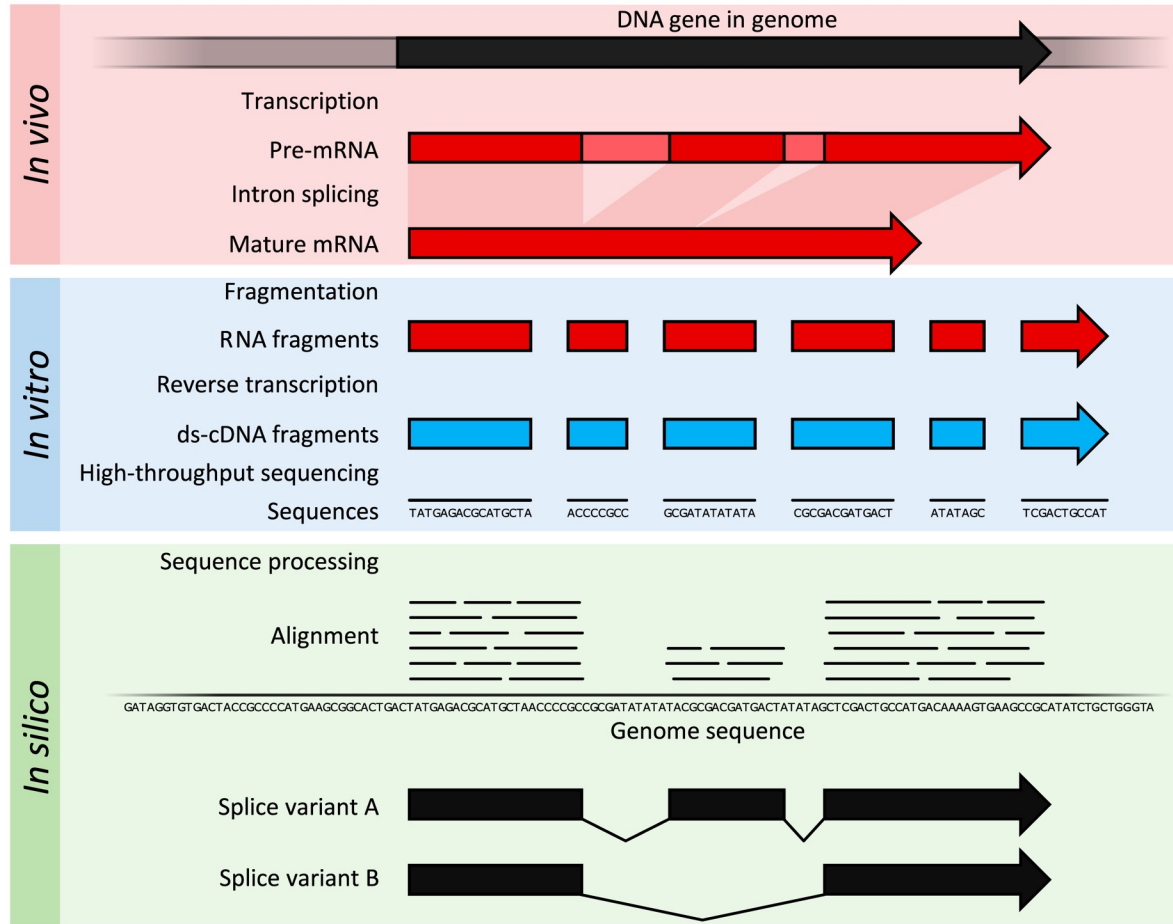 In vivo
DNA gene in genome
Transcription
Pre-mRNA
Intron splicing
Mature mRNA
In vitro
Fragmentation
RNA fragments
Reverse transcription
ds-cDNA fragments
High-throughput sequencing
Sequences
TATGAGACGCATGCTA ACCCCGCC GCGATATATATA CGCGACGATGACT ATATAGC TCGACTGCCAT
In silico
Sequence processing
Alignment
GATAGGTGTGACTACCGCCCCATGAAGCGGCACTGACTATGAGACGCATGCTAACCCCGCCGCGATATATATACGCGACGATGACTATATAGCTCGACTGCCATGACAAAAGTGAAGCCGCATATCTGCTGGGTA
Genome sequence
Splice variant A
Splice variant B